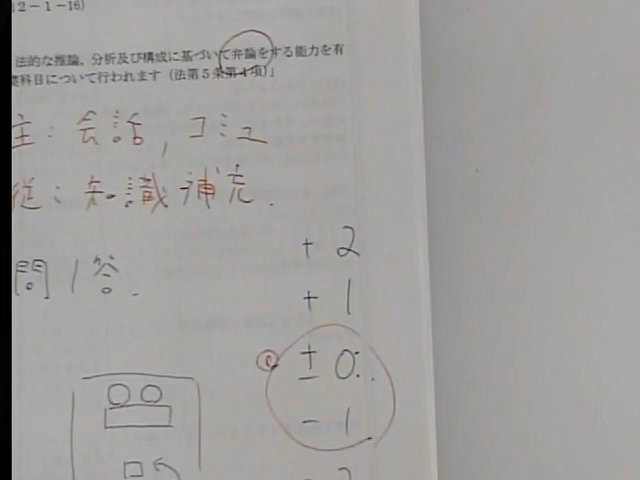 12-1-16)
法的な推論、分析及び構成に基づいて弁論をする能力を有
科目について行われます(法第5条第4項)」
主:会話,コミュ
従:知識補充.
問1答.
+2
+1
① ±0
-1